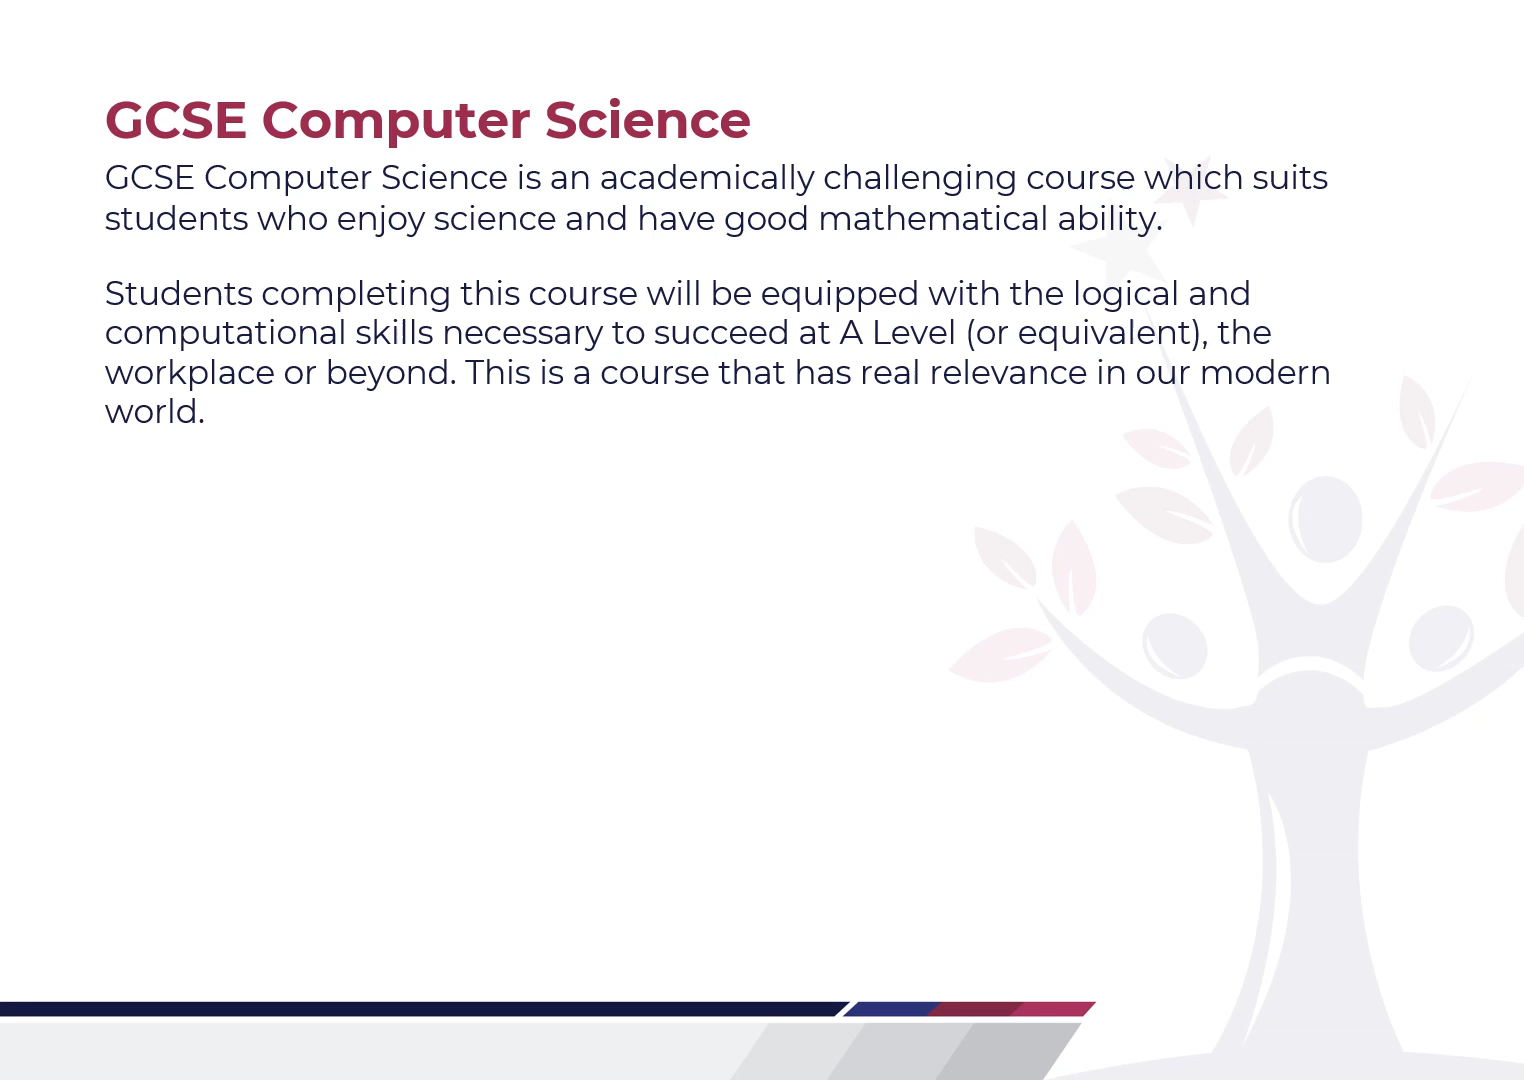 GCSE Computer Science
GCSE Computer Science is an academically challenging course which suits
students who enjoy science and have good mathematical ability.
Students completing this course will be equipped with the logical and
computational skills necessary to succeed at A Level (or equivalent), the
workplace or beyond. This is a course that has real relevance in our modern
world.